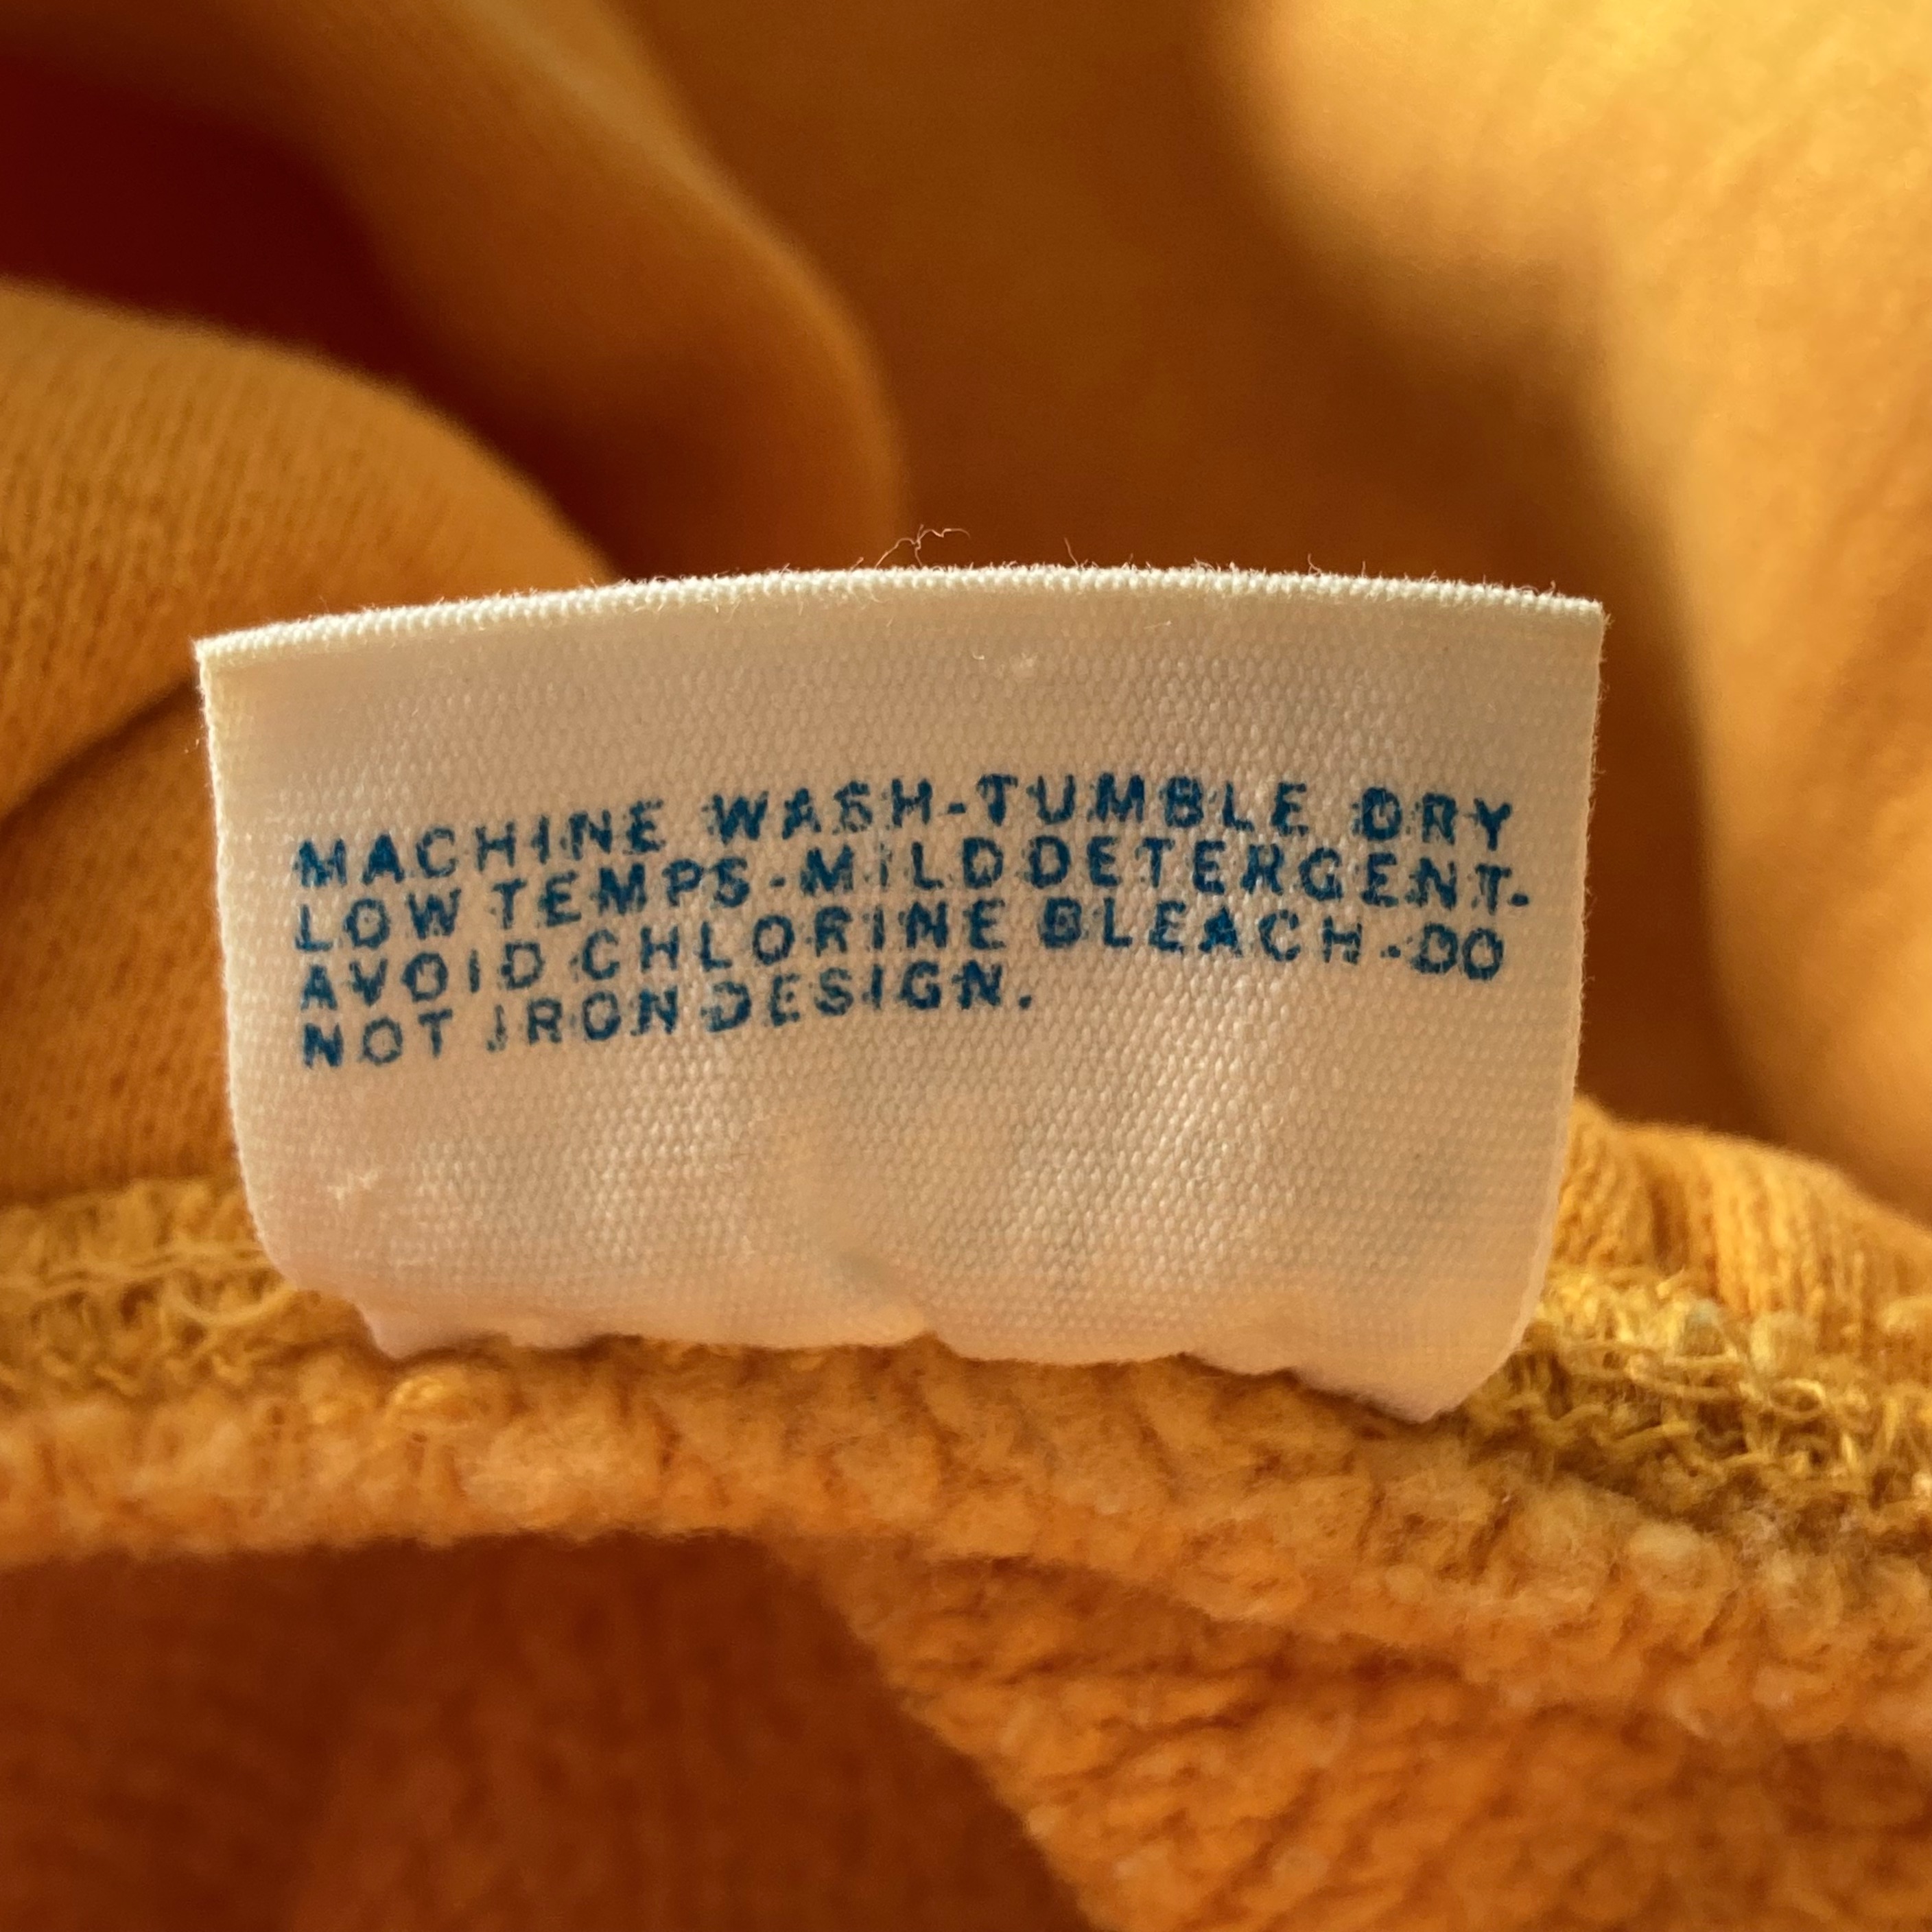 MACHINE WASH-TUMBLE DRY
LOW TEMPS-MILD DETERGENT-
AVOID CHLORINE BLEACH-DO
NOT IRON DESIGN.